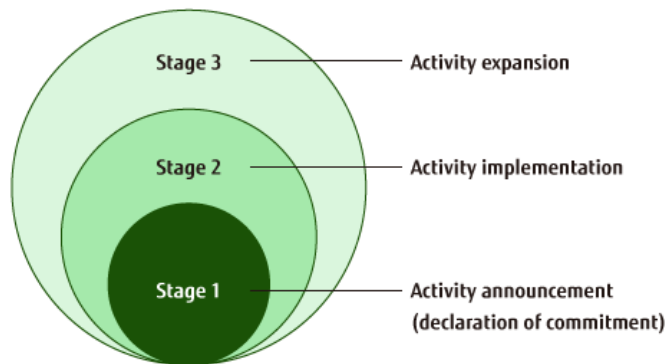 Stage 3
Activity expansion
Stage 2
Activity implementation
Stage 1
Activity announcement
(declaration of commitment)